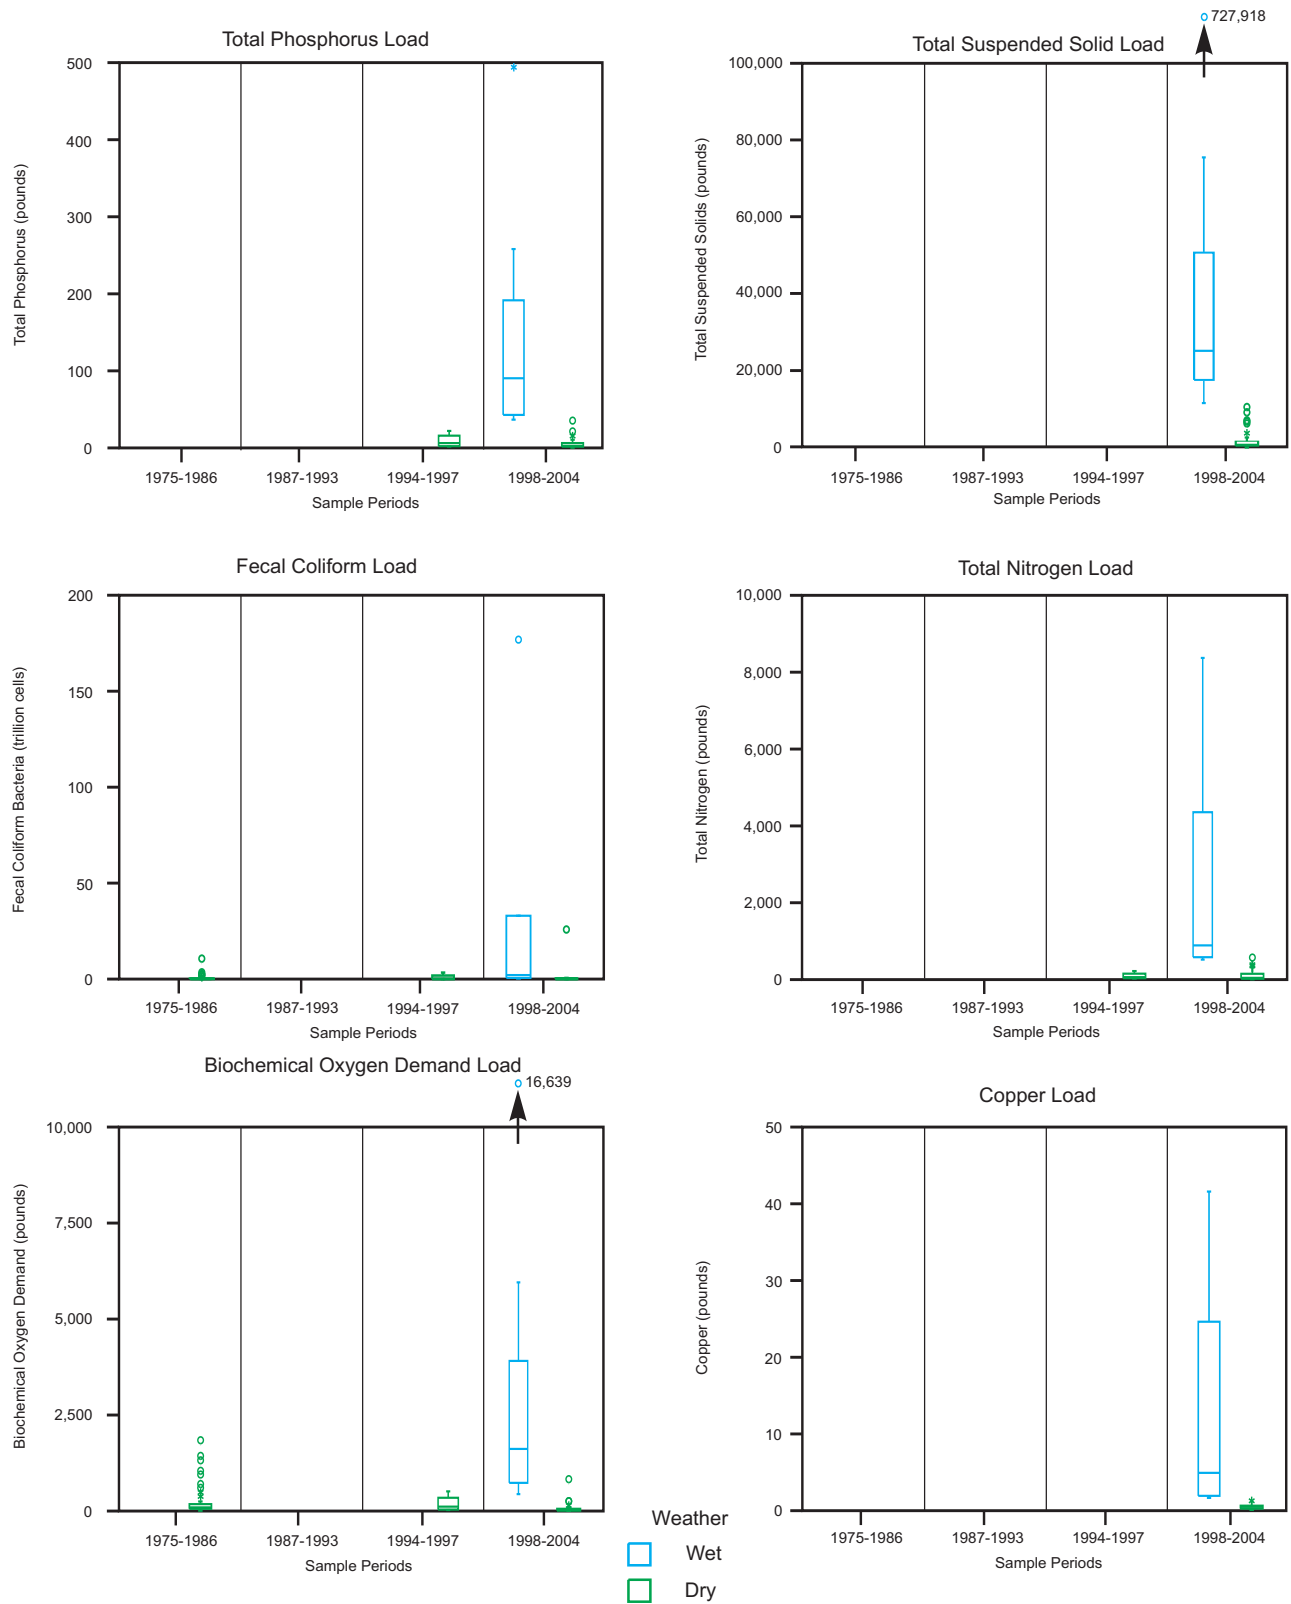 Total Phosphorus Load
500
400
300
200
100
0
Total Phosphorus (pounds)
1975-1986
1987-1993
1994-1997
1998-2004
Sample Periods
727,918
Total Suspended Solid Load
100,000
80,000
60,000
40,000
20,000
0
Total Suspended Solids (pounds)
1975-1986
1987-1993
1994-1997
1998-2004
Sample Periods
Fecal Coliform Load
200
150
100
50
0
Fecal Coliform Bacteria (trillion cells)
1975-1986
1987-1993
1994-1997
1998-2004
Sample Periods
Total Nitrogen Load
10,000
8,000
6,000
4,000
2,000
0
Total Nitrogen (pounds)
1975-1986
1987-1993
1994-1997
1998-2004
Sample Periods
Biochemical Oxygen Demand Load
16,639
10,000
7,500
5,000
2,500
0
Biochemical Oxygen Demand (pounds)
1975-1986
1987-1993
1994-1997
1998-2004
Sample Periods
Copper Load
50
40
30
20
10
0
Copper (pounds)
1975-1986
1987-1993
1994-1997
1998-2004
Sample Periods
Weather
Wet
Dry